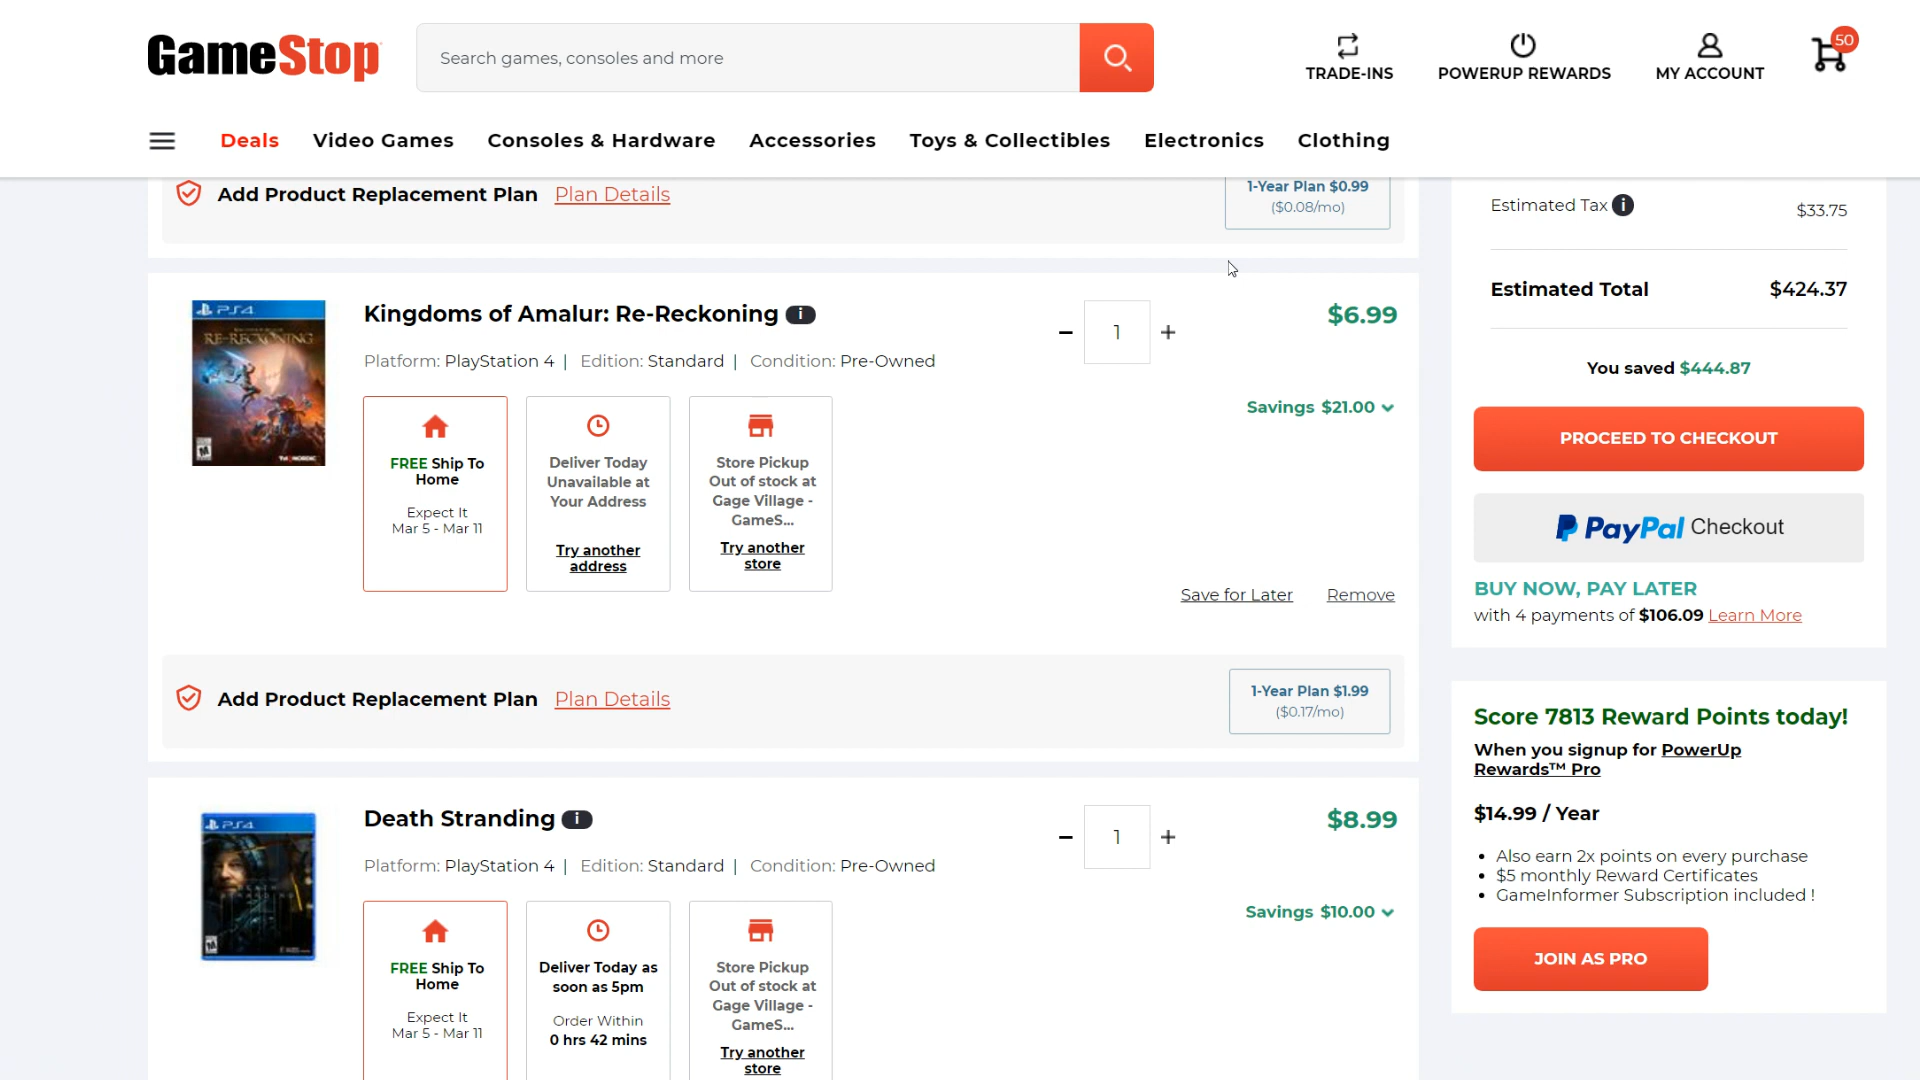 GameStop
Search games, consoles and more
TRADE-INS
POWERUP REWARDS
MY ACCOUNT
50
Deals
Video Games
Consoles & Hardware
Accessories
Toys & Collectibles
Electronics
Clothing
Add Product Replacement Plan Plan Details
1-Year Plan $0.99
($0.08/mo)
Kingdoms of Amalur: Re-Reckoning i
Platform: PlayStation 4 | Edition: Standard | Condition: Pre-Owned
PS4
RE-RECKONING
FREE Ship To
Home
Expect It
Mar 5 - Mar 11
Deliver Today
Unavailable at
Your Address
Try another
address
Store Pickup
Out of stock at
Gage Village -
GameS...
Try another
store
- 1 +
$6.99
Savings $21.00
Save for Later
Remove
Add Product Replacement Plan Plan Details
1-Year Plan $1.99
($0.17/mo)
Death Stranding i
Platform: PlayStation 4 | Edition: Standard | Condition: Pre-Owned
PS4
DEATH STRANDING
FREE Ship To
Home
Expect It
Mar 5 - Mar 11
Deliver Today as
soon as 5pm
Order Within
0 hrs 42 mins
Store Pickup
Out of stock at
Gage Village -
GameS...
Try another
store
- 1 +
$8.99
Savings $10.00
Estimated Tax i
$33.75
Estimated Total
$424.37
You saved $444.87
PROCEED TO CHECKOUT
PayPal Checkout
BUY NOW, PAY LATER
with 4 payments of $106.09 Learn More
Score 7813 Reward Points today!
When you signup for PowerUp
Rewards™ Pro
$14.99 / Year
• Also earn 2x points on every purchase
• $5 monthly Reward Certificates
• GameInformer Subscription included !
JOIN AS PRO